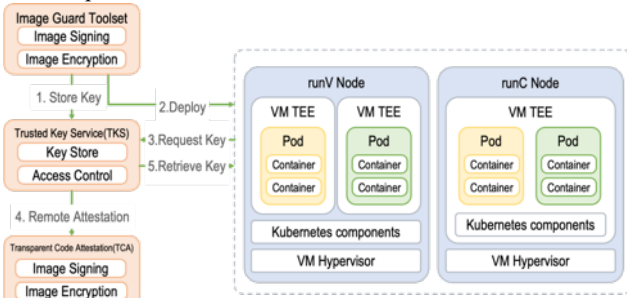 Image Guard Toolset
Image Signing
Image Encryption
1. Store Key
2.Deploy
Trusted Key Service(TKS)
Key Store
Access Control
3.Request Key
5.Retrieve Key
4. Remote Attestation
Transparent Code Attestation(TCA)
Image Signing
Image Encryption
runV Node
VM TEE
Pod
Container
Container
VM TEE
Pod
Container
Container
Kubernetes components
VM Hypervisor
runC Node
VM TEE
Pod
Container
Container
Pod
Container
Container
Kubernetes components
VM Hypervisor